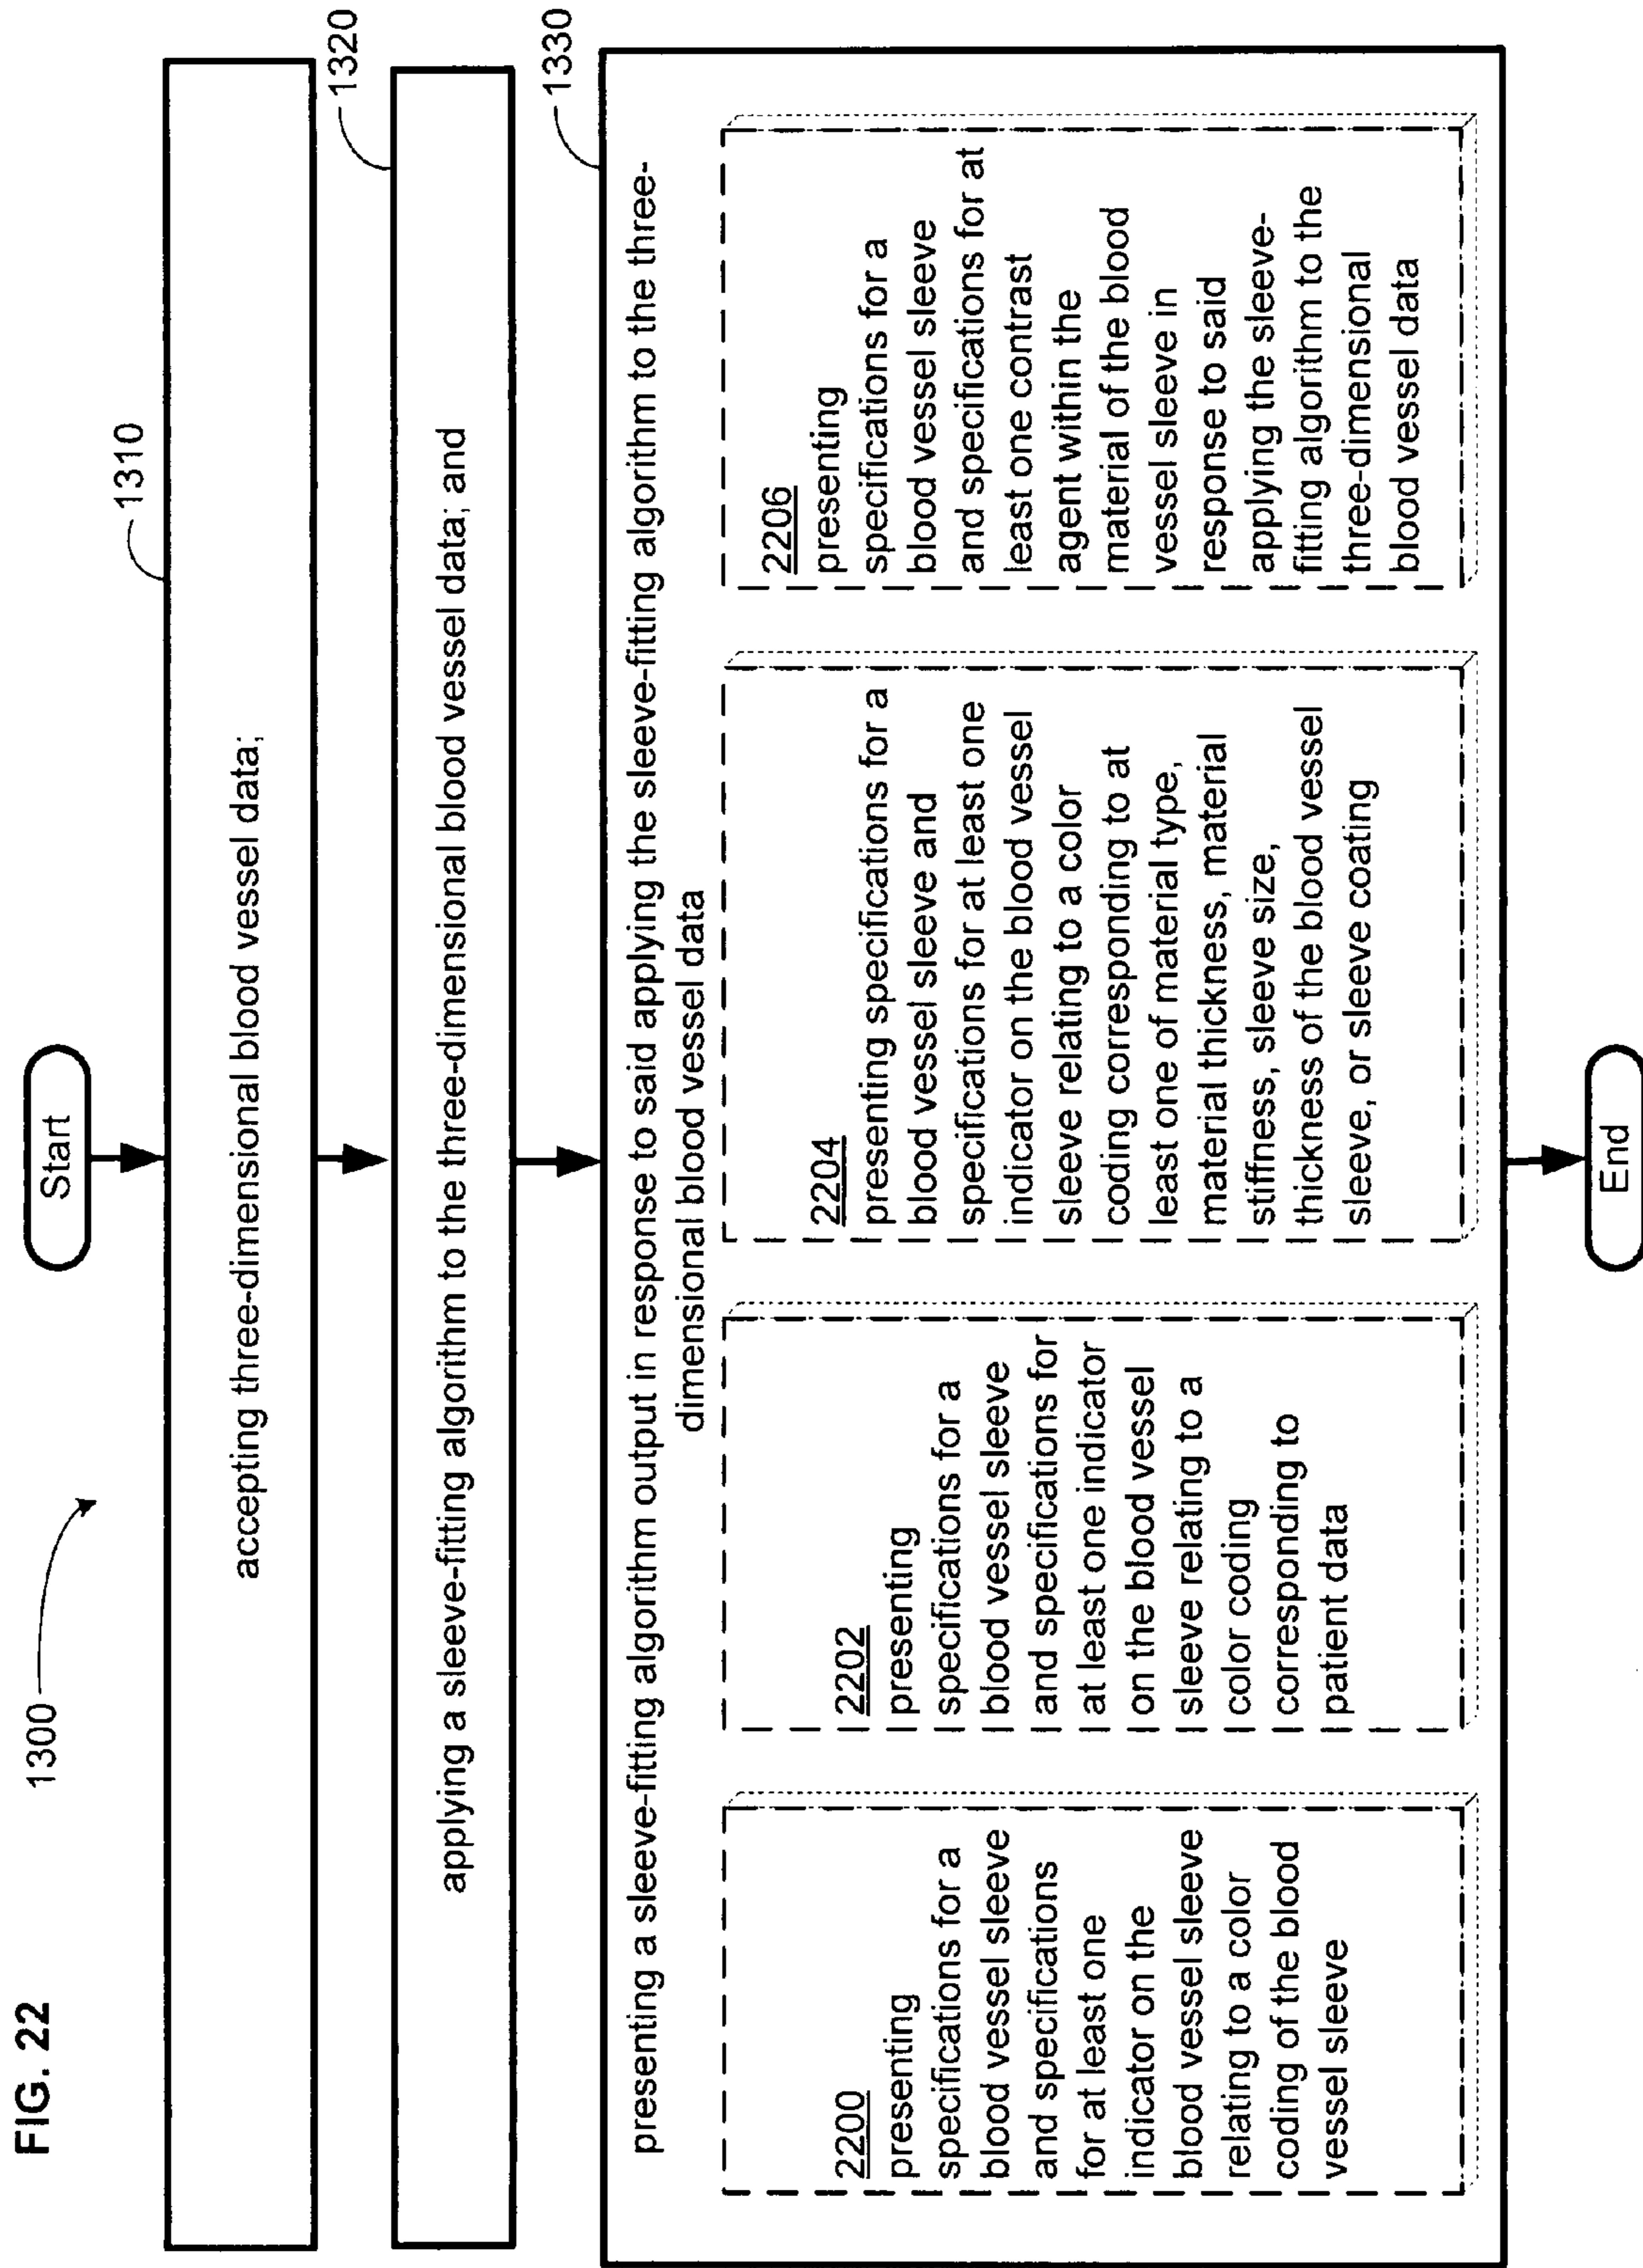 FIG. 22
1300
Start
1310
accepting three-dimensional blood vessel data;
1320
applying a sleeve-fitting algorithm to the three-dimensional blood vessel data; and
1330
presenting a sleeve-fitting algorithm output in response to said applying the sleeve-fitting algorithm to the three-
dimensional blood vessel data
2200
presenting
specifications for a
blood vessel sleeve
and specifications
for at least one
indicator on the
blood vessel sleeve
relating to a color
coding of the blood
vessel sleeve
2202
presenting
specifications for a
blood vessel sleeve
and specifications for
at least one indicator
on the blood vessel
sleeve relating to a
color coding
corresponding to
patient data
2204
presenting specifications for a
blood vessel sleeve and
specifications for at least one
indicator on the blood vessel
sleeve relating to a color
coding corresponding to at
least one of material type,
material thickness, material
stiffness, sleeve size,
thickness of the blood vessel
sleeve, or sleeve coating
2206
presenting
specifications for a
blood vessel sleeve
and specifications for at
least one contrast
agent within the
material of the blood
vessel sleeve in
response to said
applying the sleeve-
fitting algorithm to the
three-dimensional
blood vessel data
End